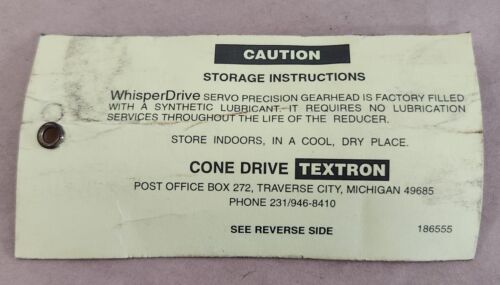 CAUTION
STORAGE INSTRUCTIONS
WhisperDrive SERVO PRECISION GEARHEAD IS FACTORY FILLED
WITH A SYNTHETIC LUBRICANT. IT REQUIRES NO LUBRICATION
SERVICES THROUGHOUT THE LIFE OF THE REDUCER.
STORE INDOORS, IN A COOL, DRY PLACE.
CONE DRIVE TEXTRON
POST OFFICE BOX 272, TRAVERSE CITY, MICHIGAN 49685
PHONE 231/946-8410
SEE REVERSE SIDE 186555